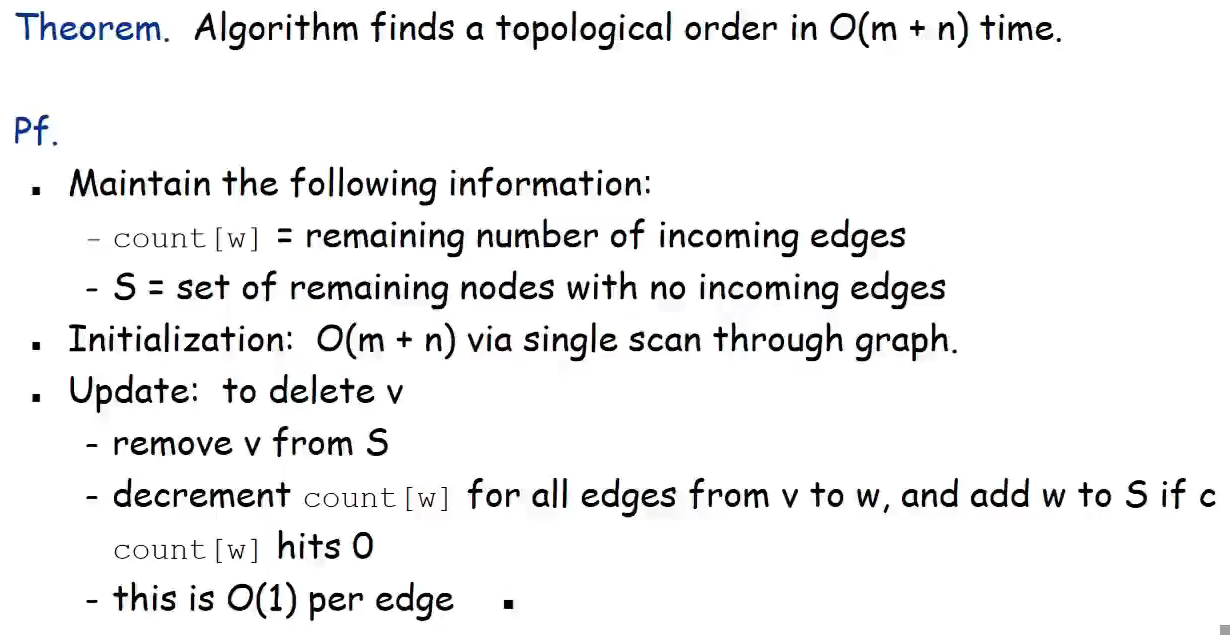 Theorem. Algorithm finds a topological order in O(m + n) time.
Pf.
▪ Maintain the following information:
- count[w] = remaining number of incoming edges
- S = set of remaining nodes with no incoming edges
▪ Initialization: O(m + n) via single scan through graph.
▪ Update: to delete v
- remove v from S
- decrement count[w] for all edges from v to w, and add w to S if c
count[w] hits 0
- this is O(1) per edge ▪